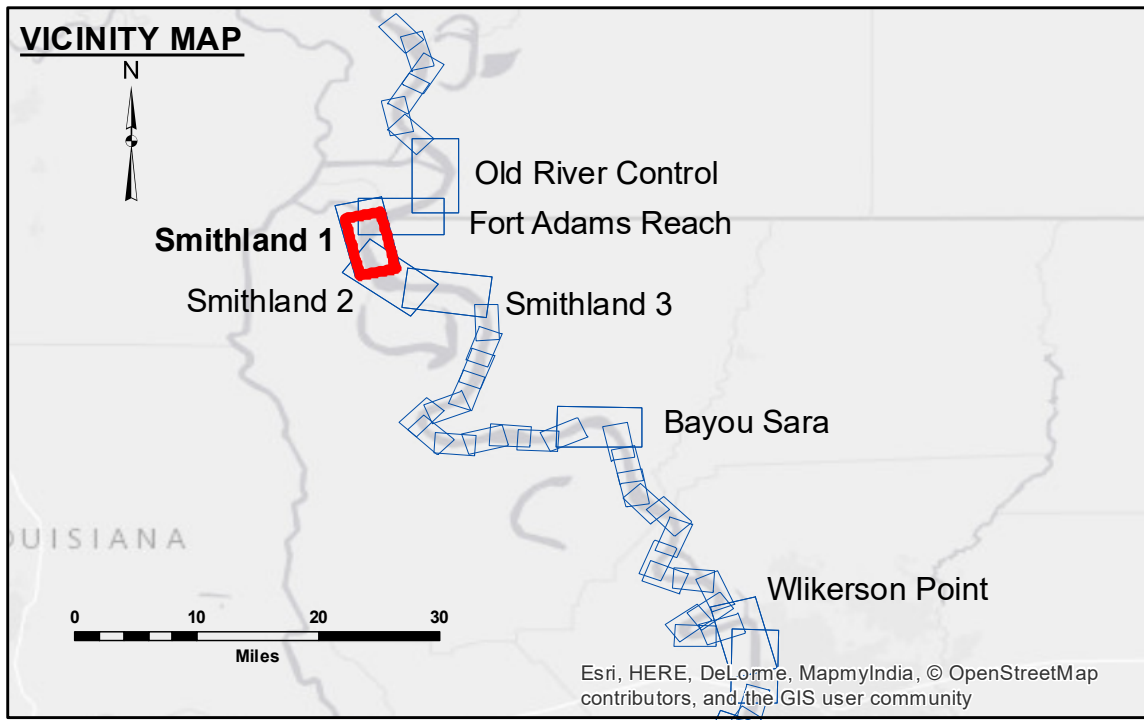 VICINITY MAP
N
Old River Control
Fort Adams Reach
Smithland 1
Smithland 2
Smithland 3
Bayou Sara
OUISIANA
Wlikerson Point
0 10 20 30
Miles
Esri, HERE, DeLorme, MapmyIndia, © OpenStreetMap
contributors, and the GIS user community